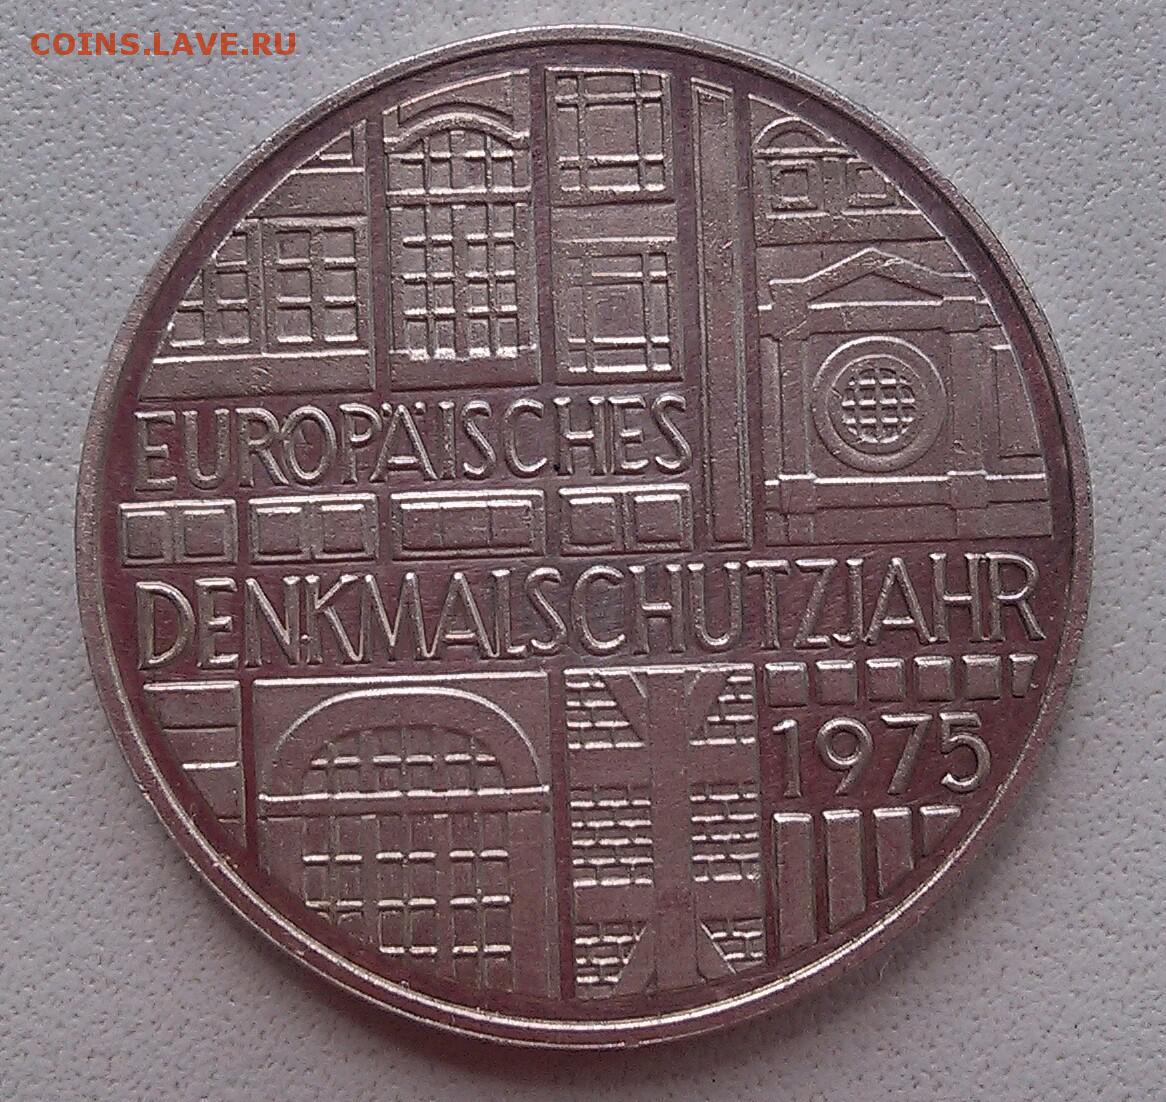 COINS.LAVE.RU
EUROPÄISCHES
DENKMALSCHUTZJAHR
1975